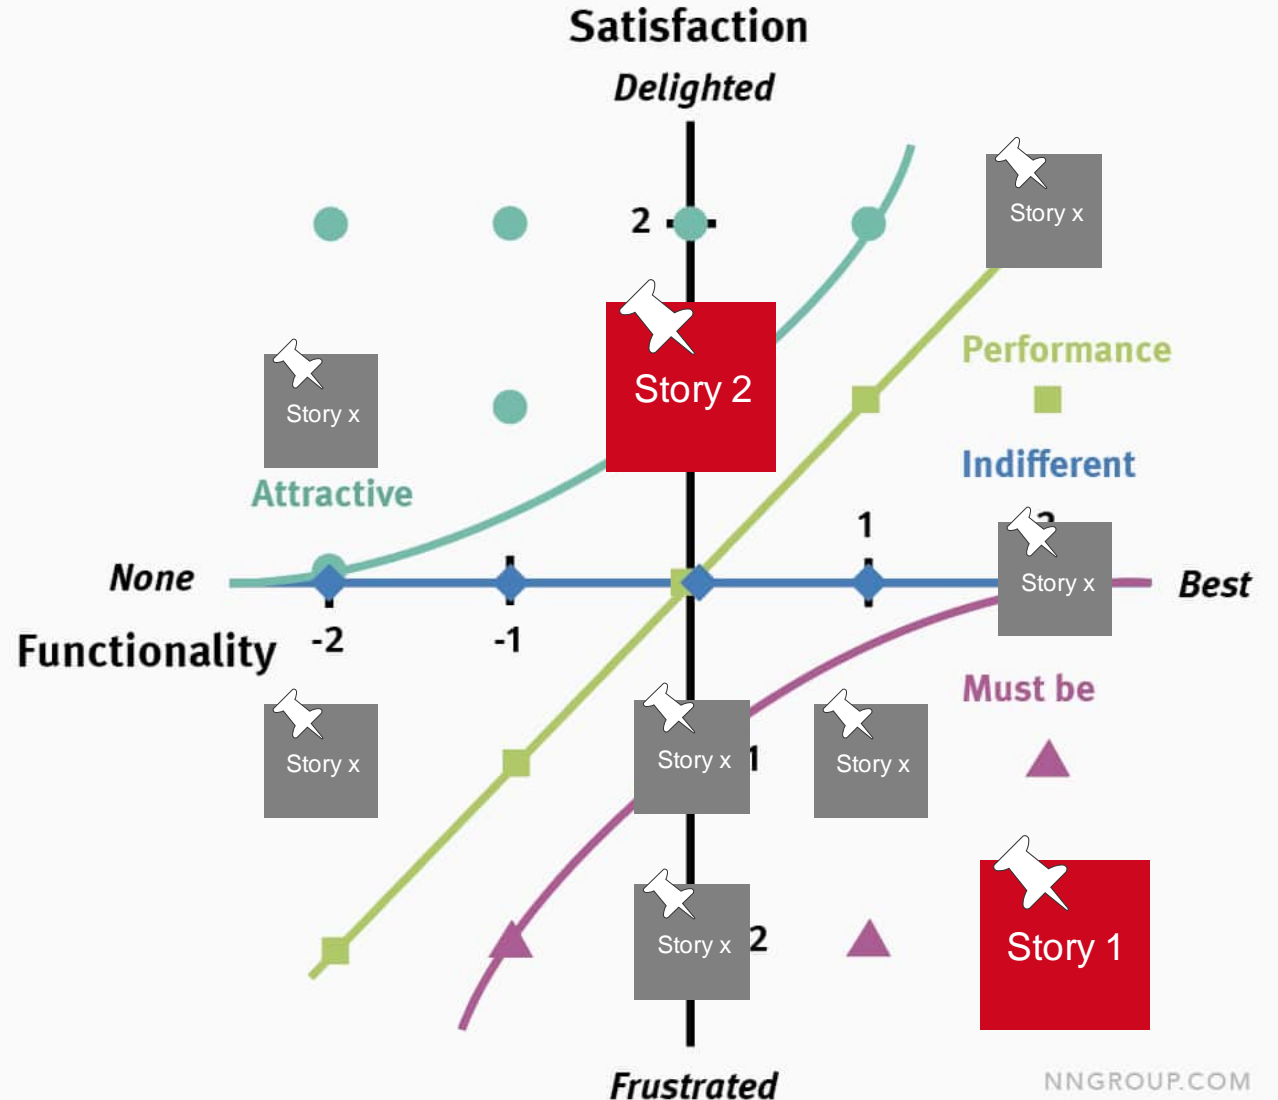 Satisfaction
Delighted
Story x
2
Performance
Story 2
Story x
Indifferent
Attractive
1
Story x
None
Best
Functionality
-2
-1
Must be
Story x
Story x
1
Story x
Story x
2
Story 1
Frustrated
NNGROUP.COM